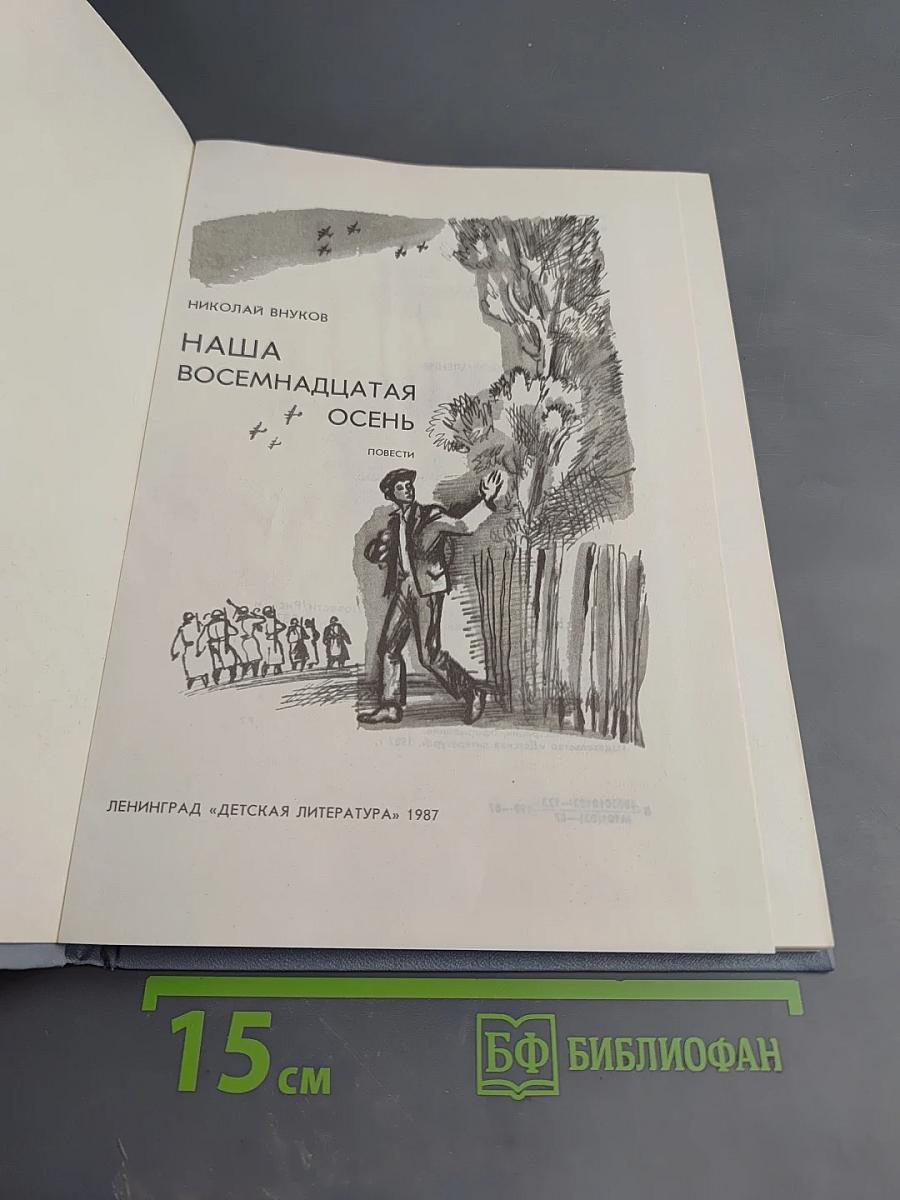 НИКОЛАЙ ВНУКОВ
НАША
ВОСЕМНАДЦАТАЯ
ОСЕНЬ
ПОВЕСТИ
ЛЕНИНГРАД «ДЕТСКАЯ ЛИТЕРАТУРА» 1987
15 см
БФ БИБЛИОФАН